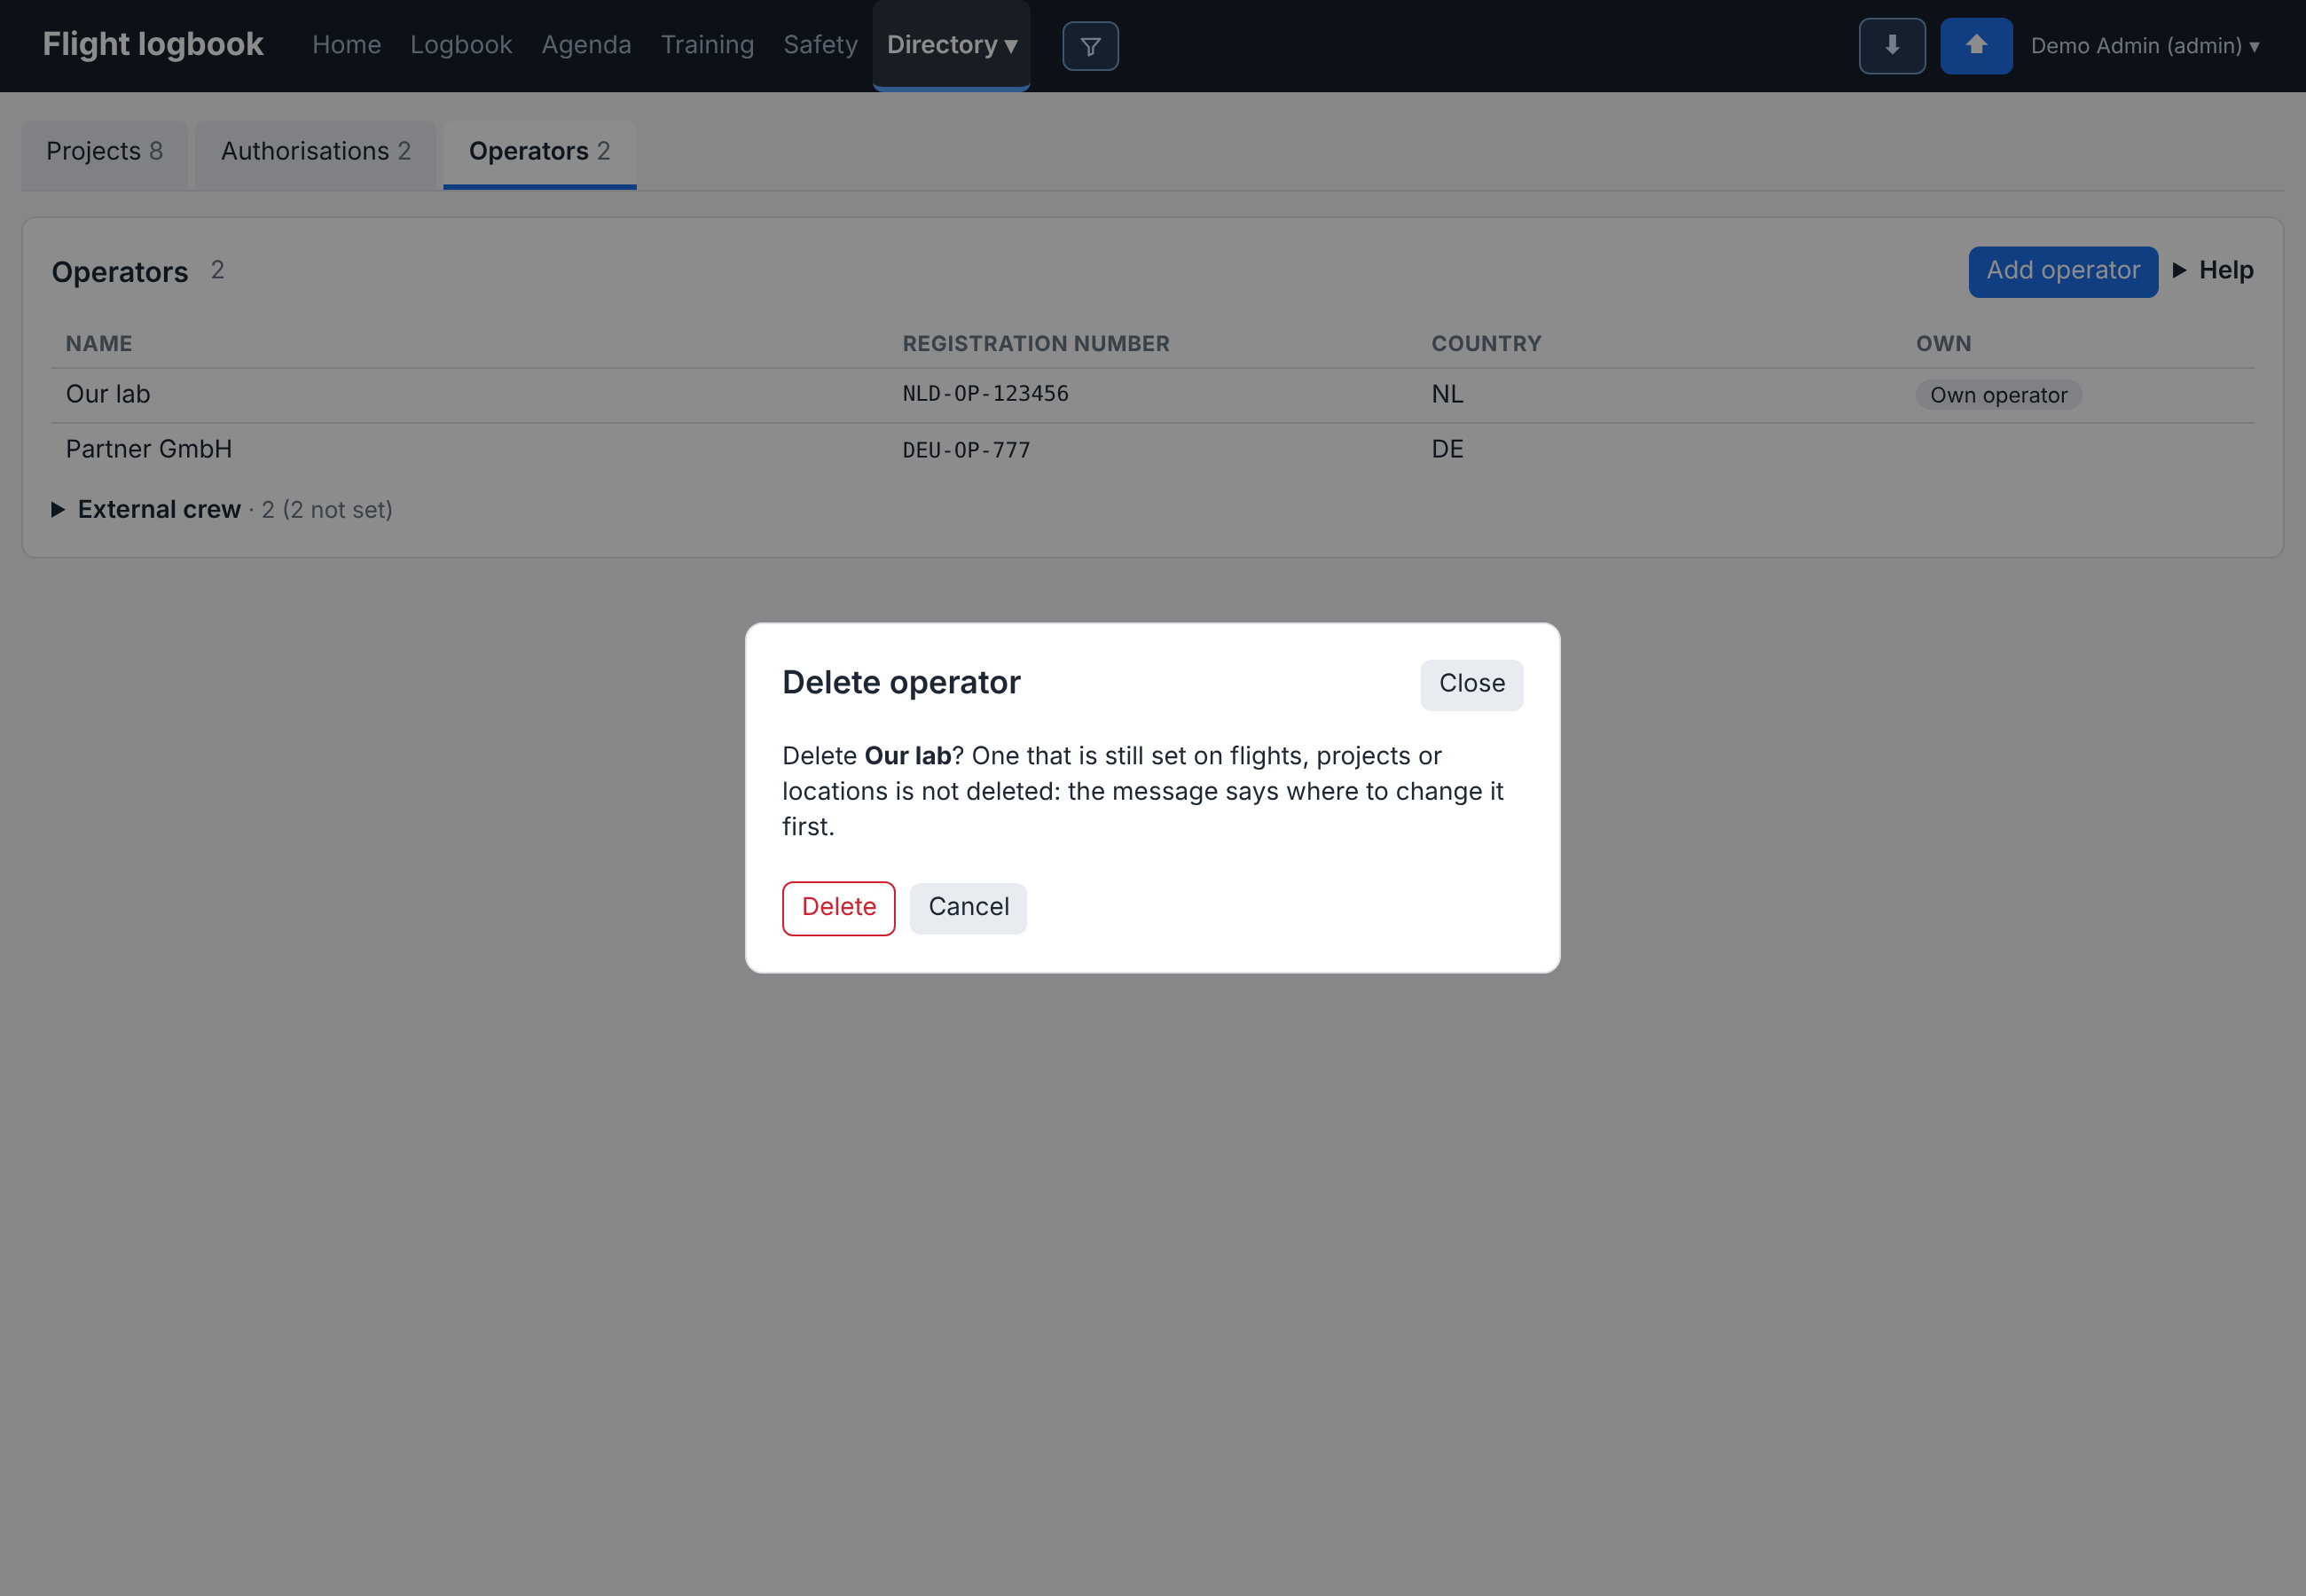 Flight logbook Home Logbook Agenda Training Safety Directory ▾ Demo Admin (admin) ▾
Projects 8 Authorisations 2 Operators 2
Operators 2 Add operator ▶ Help
NAME REGISTRATION NUMBER COUNTRY OWN
Our lab NLD-OP-123456 NL Own operator
Partner GmbH DEU-OP-777 DE
▶ External crew · 2 (2 not set)
Delete operator Close
Delete Our lab? One that is still set on flights, projects or
locations is not deleted: the message says where to change it
first.
Delete Cancel